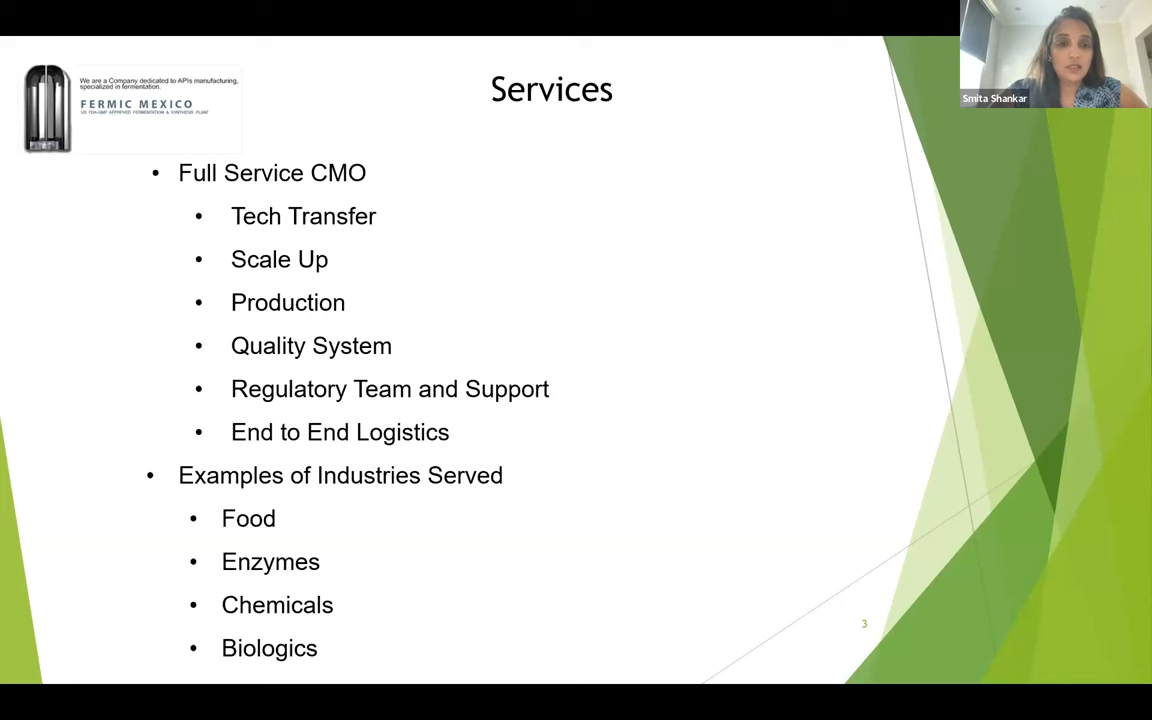 We are a Company dedicated to APIs manufacturing,
specialized in fermentation.
FERMIC MEXICO
US FDA-GMP APPRPVED FERMENTATION & SYNTHESIS PLANT
Services
Smita Shankar
• Full Service CMO
• Tech Transfer
• Scale Up
• Production
• Quality System
• Regulatory Team and Support
• End to End Logistics
• Examples of Industries Served
• Food
• Enzymes
• Chemicals
• Biologics
3